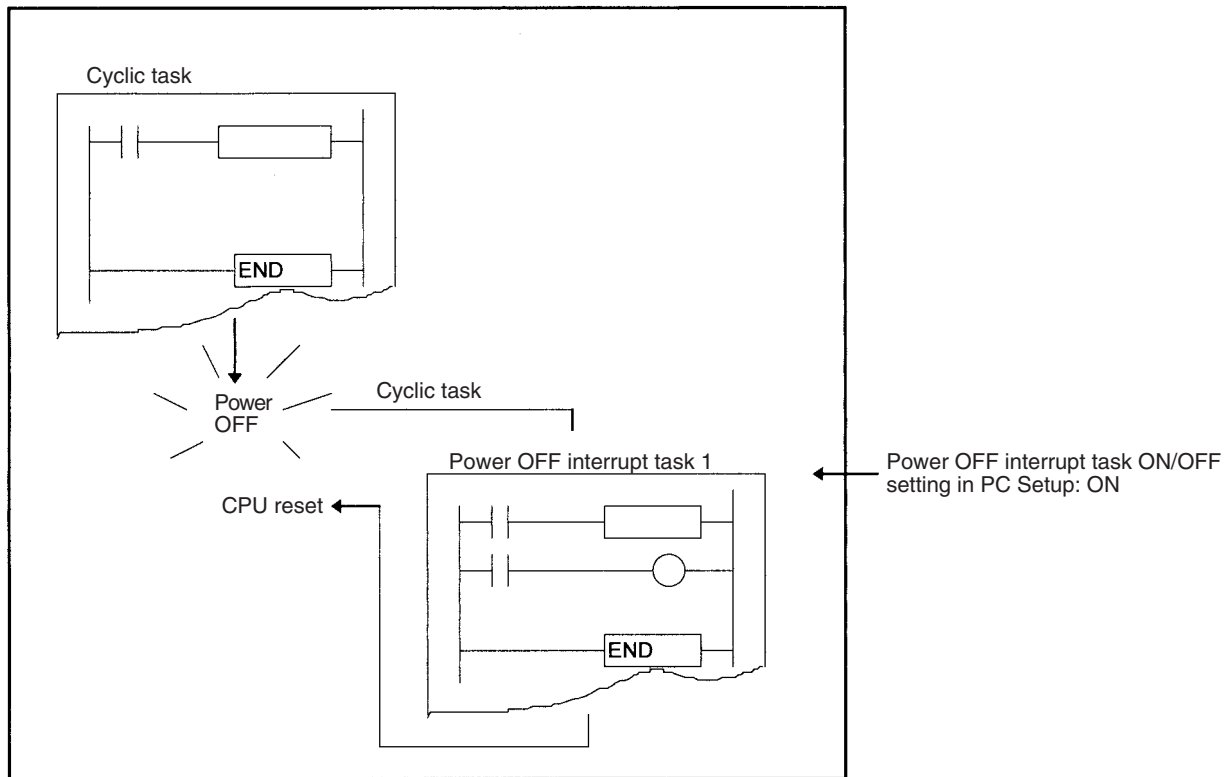 Cyclic task
END
Power
OFF
Cyclic task
Power OFF interrupt task 1
Power OFF interrupt task ON/OFF
setting in PC Setup: ON
CPU reset
END